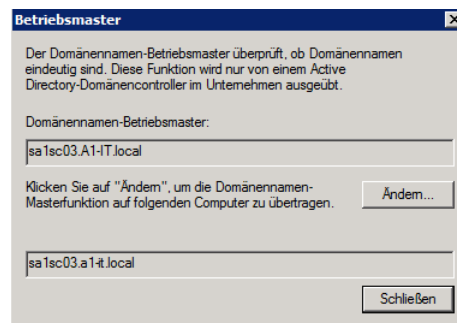 Betriebsmaster
Der Domänennamen-Betriebsmaster überprüft, ob Domänennamen
eindeutig sind. Diese Funktion wird nur von einem Active
Directory-Domänencontroller im Unternehmen ausgeübt.
Domänennamen-Betriebsmaster:
sa1sc03.A1-IT.local
Klicken Sie auf "Ändern", um die Domänennamen-
Masterfunktion auf folgenden Computer zu übertragen.
Ändern...
sa1sc03.a1-it.local
Schließen